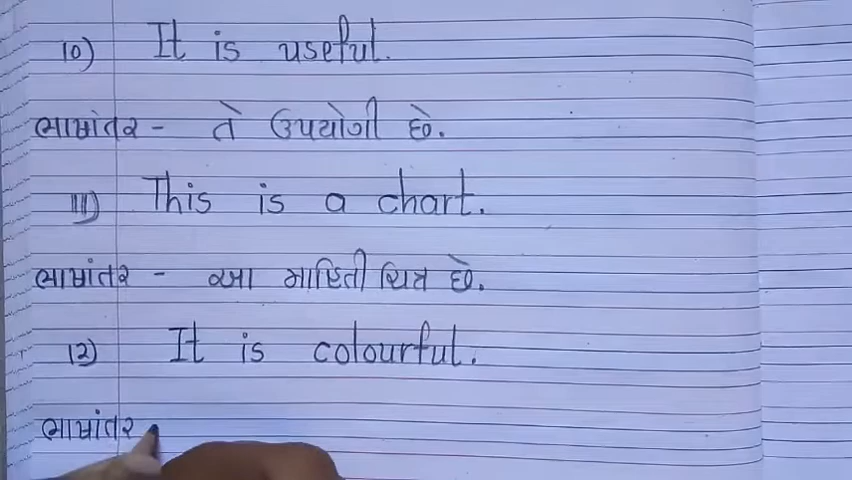 10) It is useful.
ભાષાંતર - તે ઉપયોગી છે.
11) This is a chart.
ભાષાંતર - આ માહિતી ચિત્ર છે.
12) It is colourful.
ભાષાંતર